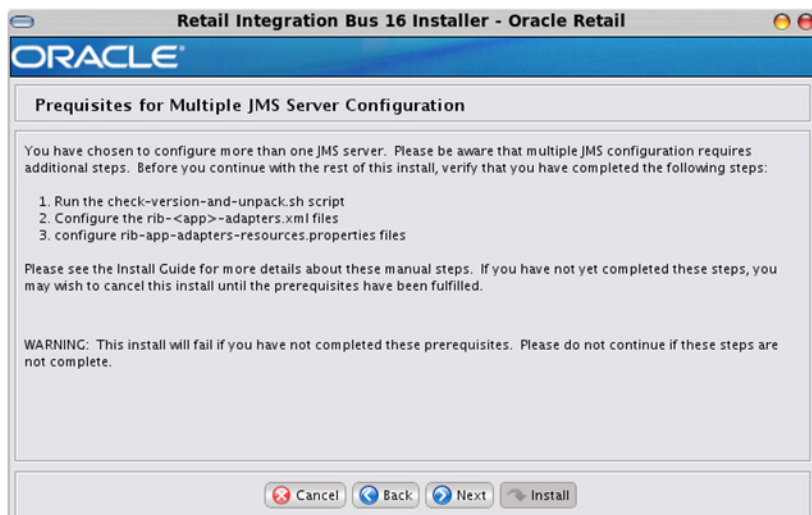 Retail Integration Bus 16 Installer - Oracle Retail
ORACLE®
Prequisites for Multiple JMS Server Configuration
You have chosen to configure more than one JMS server. Please be aware that multiple JMS configuration requires
additional steps. Before you continue with the rest of this install, verify that you have completed the following steps:
1. Run the check-version-and-unpack.sh script
2. Configure the rib-<app>-adapters.xml files
3. configure rib-app-adapters-resources.properties files
Please see the Install Guide for more details about these manual steps. If you have not yet completed these steps, you
may wish to cancel this install until the prerequisites have been fulfilled.
WARNING: This install will fail if you have not completed these prerequisites. Please do not continue if these steps are
not complete.
Cancel Back Next Install